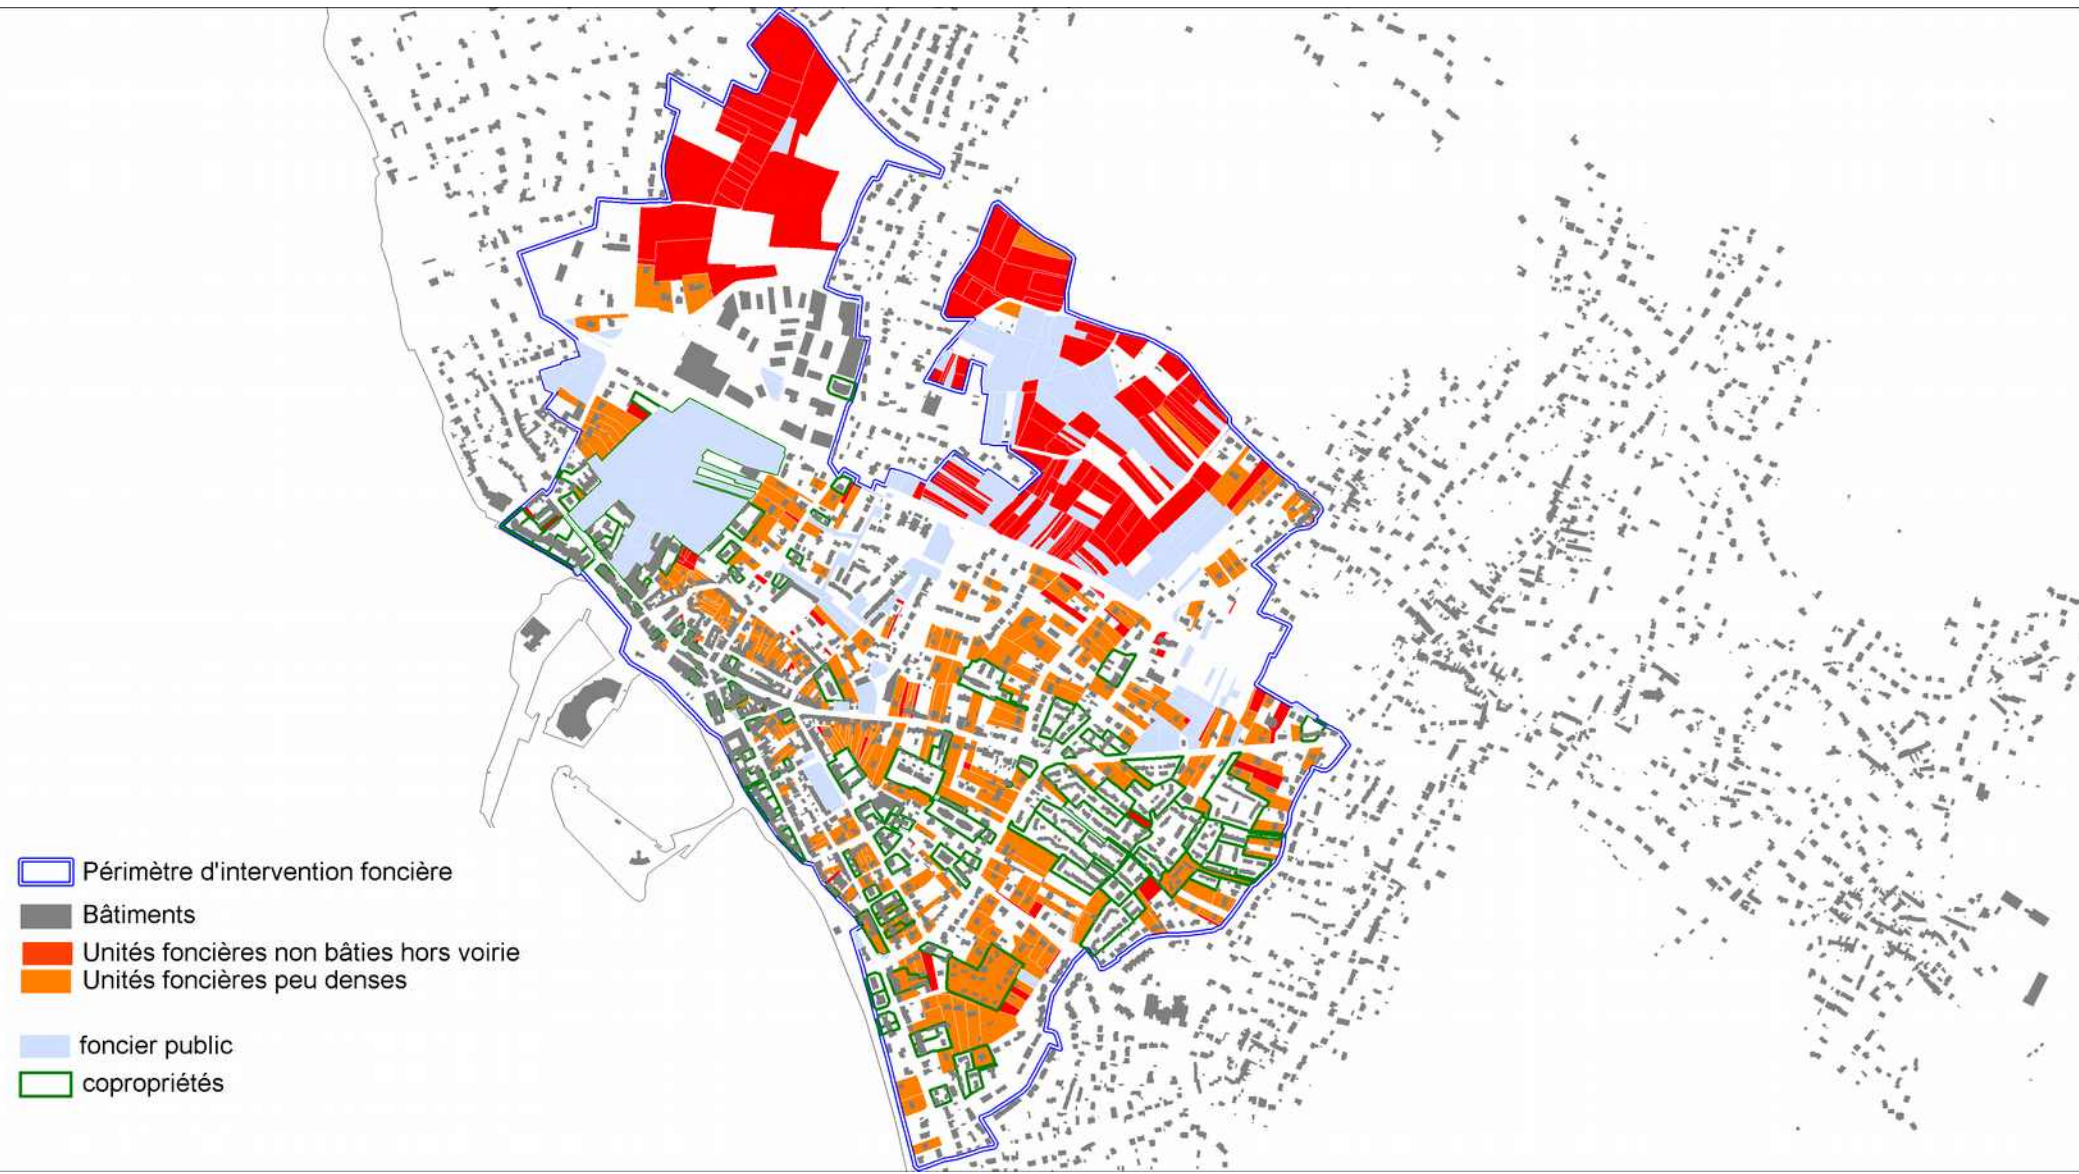 Périmètre d'intervention foncière
Bâtiments
Unités foncières non bâties hors voirie
Unités foncières peu denses
foncier public
copropriétés